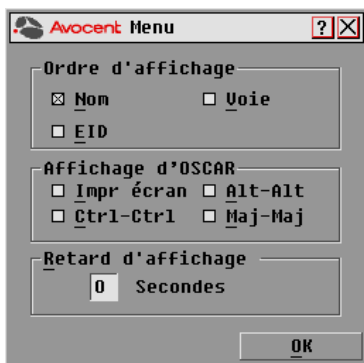 Avocent Menu ? X
Ordre d'affichage
Nom Voie
EID
Affichage d'OSCAR
Impr écran Alt-Alt
Ctrl-Ctrl Maj-Maj
Retard d'affichage
0 Secondes
OK